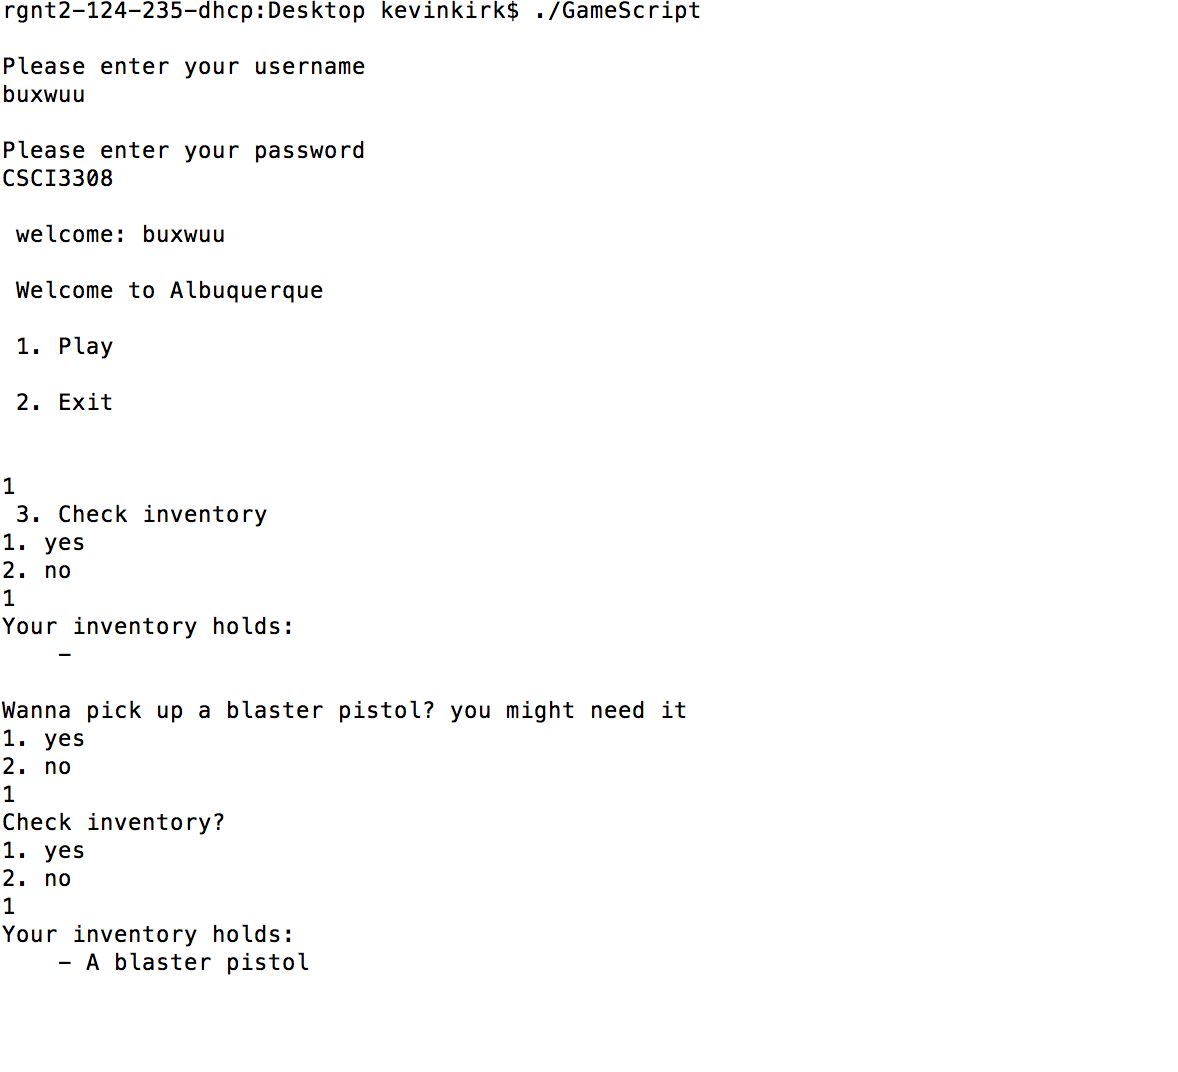 rgnt2-124-235-dhcp:Desktop kevinkirk$ ./GameScript
Please enter your username
buxwuu
Please enter your password
CSCI3308
welcome: buxwuu
Welcome to Albuquerque
1. Play
2. Exit
1
3. Check inventory
1. yes
2. no
1
Your inventory holds:
-
Wanna pick up a blaster pistol? you might need it
1. yes
2. no
1
Check inventory?
1. yes
2. no
1
Your inventory holds:
- A blaster pistol